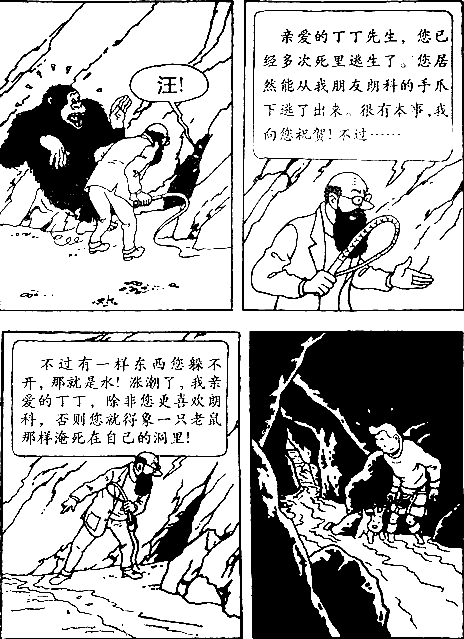 汪!
亲爱的丁丁先生，您已
经多次死里逃生了。您居
然能从我朋友朗科的手爪
下逃了出来。很有本事，我
向您祝贺! 不过……
不过有一样东西您躲不
开，那就是水! 涨潮了，我亲
爱的丁丁，除非您更喜欢朗
科，否则您就得象一只老鼠
那样淹死在自己的洞里!